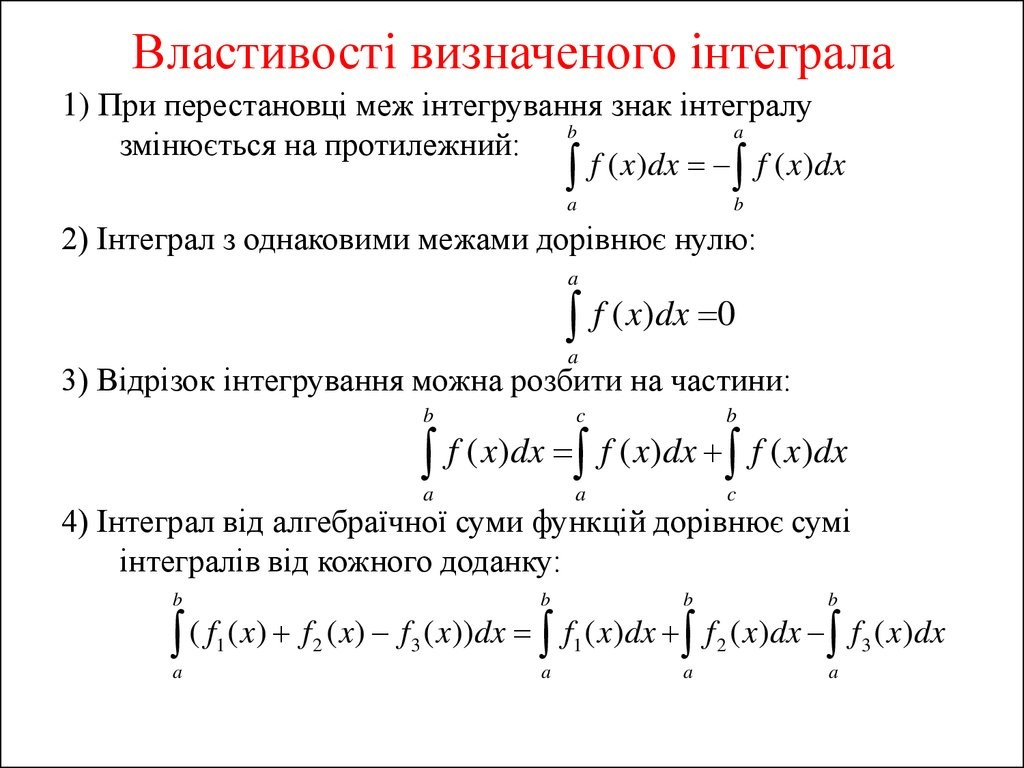 Властивості визначеного інтеграла
1) При перестановці меж інтегрування знак інтегралу
змінюється на протилежний: ∫_a^b f(x)dx = −∫_b^a f(x)dx
2) Інтеграл з однаковими межами дорівнює нулю:
∫_a^a f(x)dx =0
3) Відрізок інтегрування можна розбити на частини:
∫_a^b f(x)dx =∫_a^c f(x)dx +∫_c^b f(x)dx
4) Інтеграл від алгебраїчної суми функцій дорівнює сумі
інтегралів від кожного доданку:
∫_a^b (f₁(x) + f₂(x) − f₃(x))dx = ∫_a^b f₁(x)dx +∫_a^b f₂(x)dx −∫_a^b f₃(x)dx